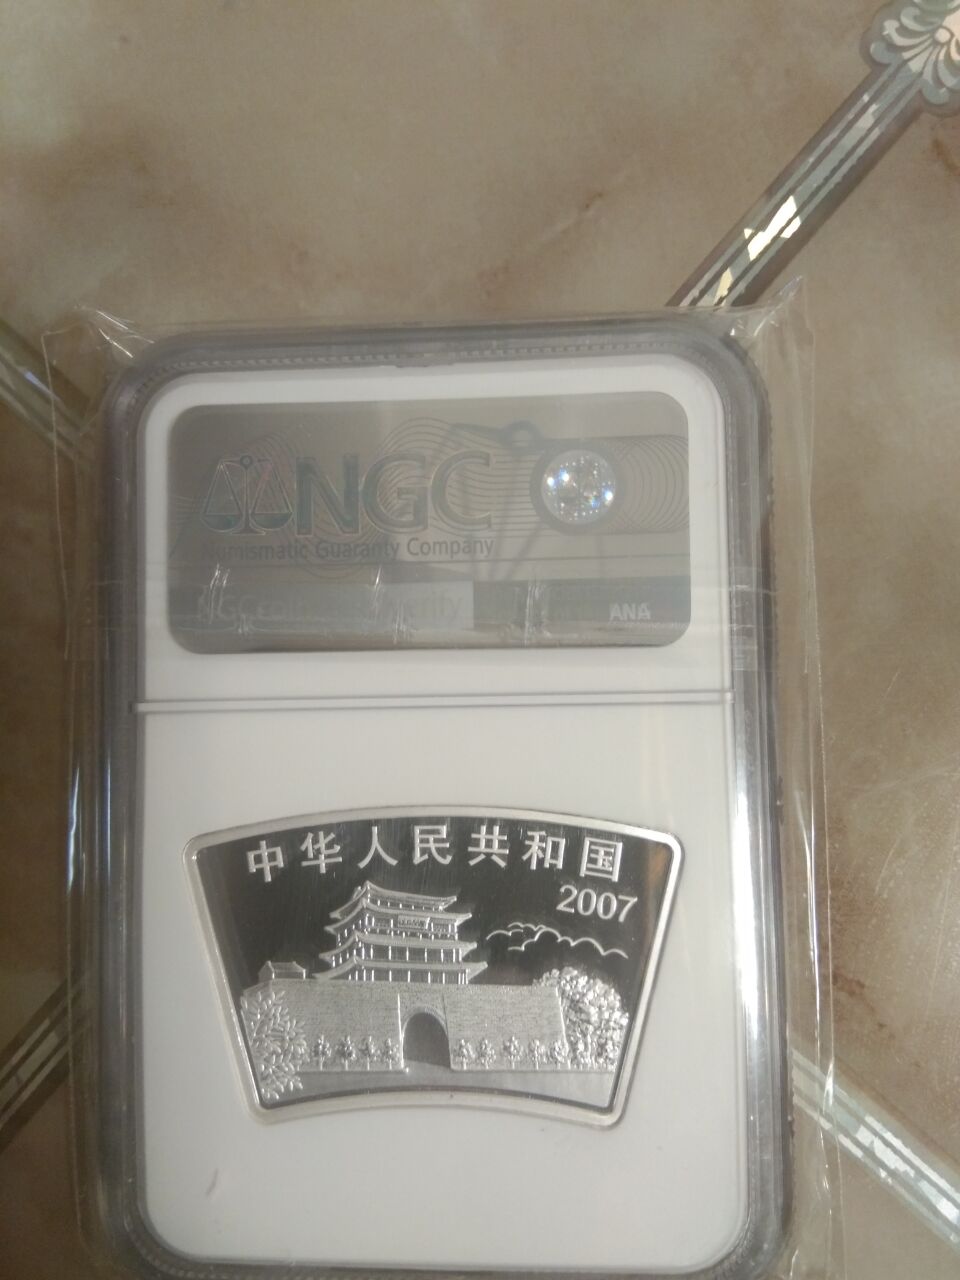 NGC
Numismatic Guaranty Company
ANA
中华人民共和国
2007